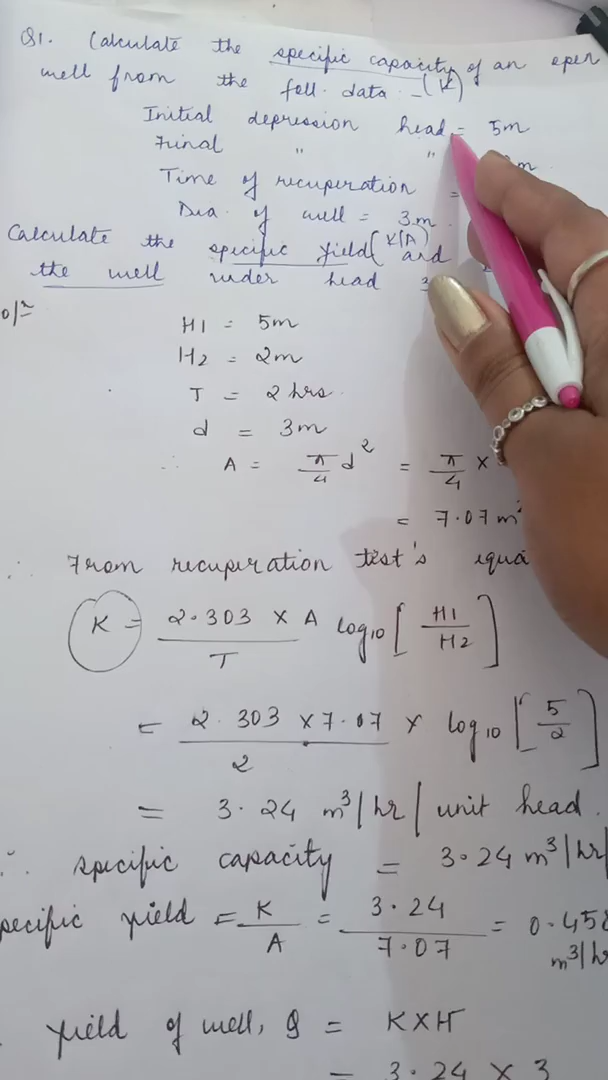 Q1. Calculate the specific capacity of an open
well from the foll. data - (K)
Initial depression head = 5m
Final " " m
Time of recuperation =
Dia. of well = 3.m.
Calculate the specific yield (K/A) and
the well under head 3
H1 = 5m
H2 = 2m
T = 2 hrs.
d = 3m
∴ A = π/4 d² = π/4 ×
= 7.07 m²
∴ From recuperation test's equa
K = 2.303 × A / T log10 [H1/H2]
= 2.303 × 7.07 / 2 × log10 [5/2]
= 3.24 m³/hr/unit head.
∴ specific capacity = 3.24 m³/hr/
pecific yield = K/A = 3.24/7.07 = 0.458
m³/hr
yield of well, Q = K×H
= 3.24 × 3